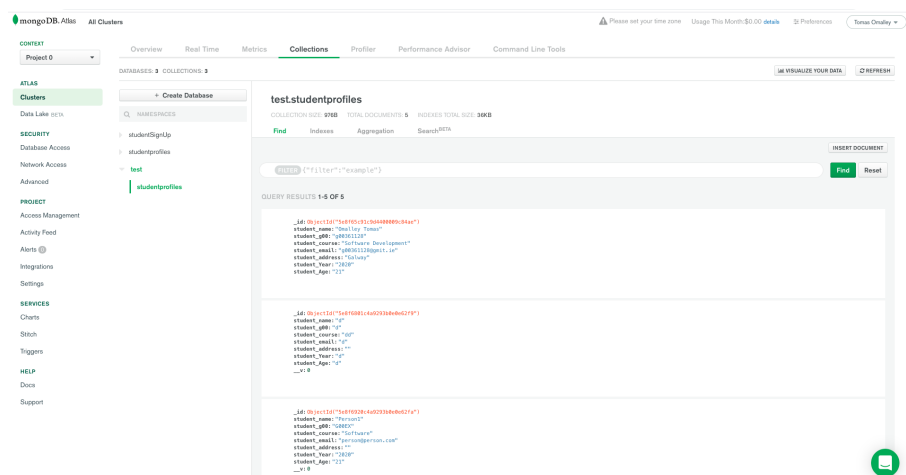 mongoDB. Atlas All Clusters
Please set your time zone Usage This Month:$0.00 details Preferences Tomas Omalley
CONTEXT
Project 0
Overview Real Time Metrics Collections Profiler Performance Advisor Command Line Tools
DATABASES: 3 COLLECTIONS: 3
VISUALIZE YOUR DATA REFRESH
ATLAS
Clusters
Data Lake BETA
SECURITY
Database Access
Network Access
Advanced
PROJECT
Access Management
Activity Feed
Alerts 0
Integrations
Settings
SERVICES
Charts
Stitch
Triggers
HELP
Docs
Support
+ Create Database
NAMESPACES
studentSignUp
studentprofiles
test
studentprofiles
test.studentprofiles
COLLECTION SIZE: 976B TOTAL DOCUMENTS: 5 INDEXES TOTAL SIZE: 36KB
Find Indexes Aggregation Search BETA
INSERT DOCUMENT
FILTER {"filter":"example"}
Find Reset
QUERY RESULTS 1-5 OF 5
_id:
student_name:"Omalley Tomas"
student_g00:"g00361128"
student_course:"Software Development"
student_email:"g00361128@gmit.ie"
student_address:"Galway"
student_Year:"2020"
student_Age:"21"
_id:
student_name:"d"
student_g00:"d"
student_course:"dd"
student_email:"d"
student_address:""
student_Year:"d"
student_Age:"d"
__v:0
_id:
student_name:"Person1"
student_g00:"G00EX"
student_course:"Software"
student_email:"person@person.com"
student_address:""
student_Year:"2020"
student_Age:"21"
__v:0